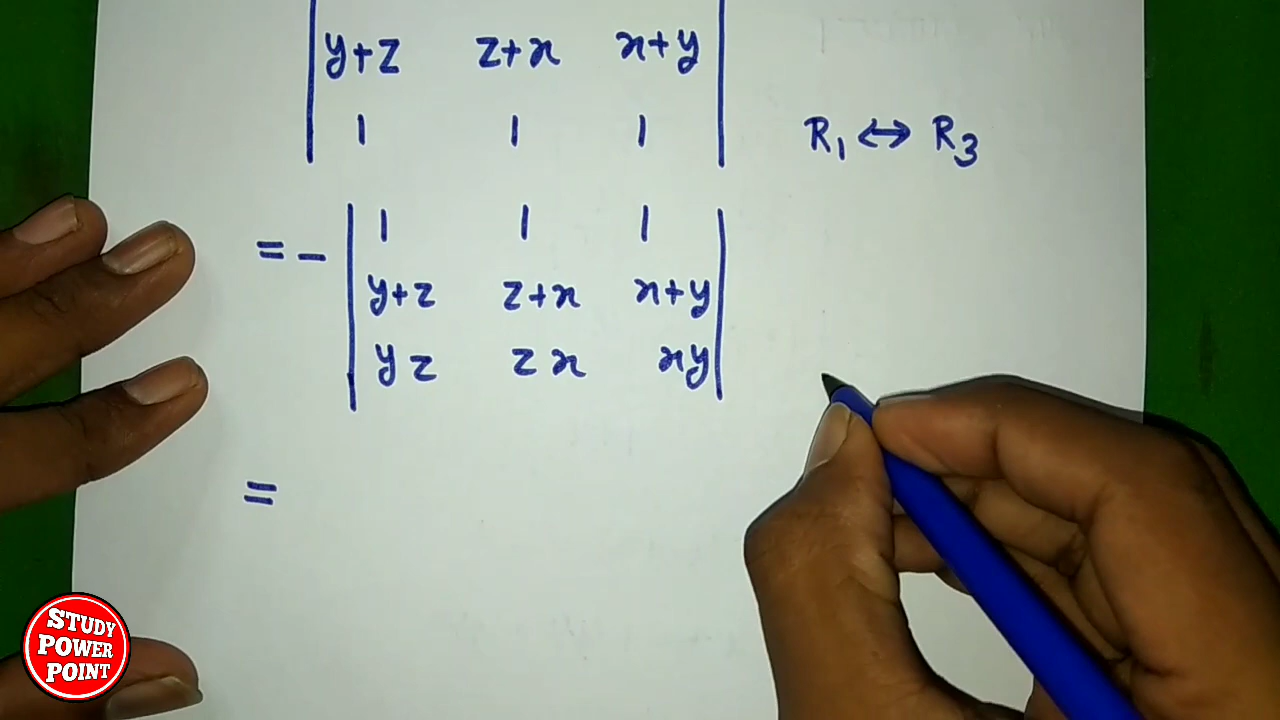 y+z z+x x+y
1 1 1 R₁ ↔ R₃
= − | 1 1 1 |
| y+z z+x x+y |
| yz zx xy |
=
STUDY
POWER
POINT